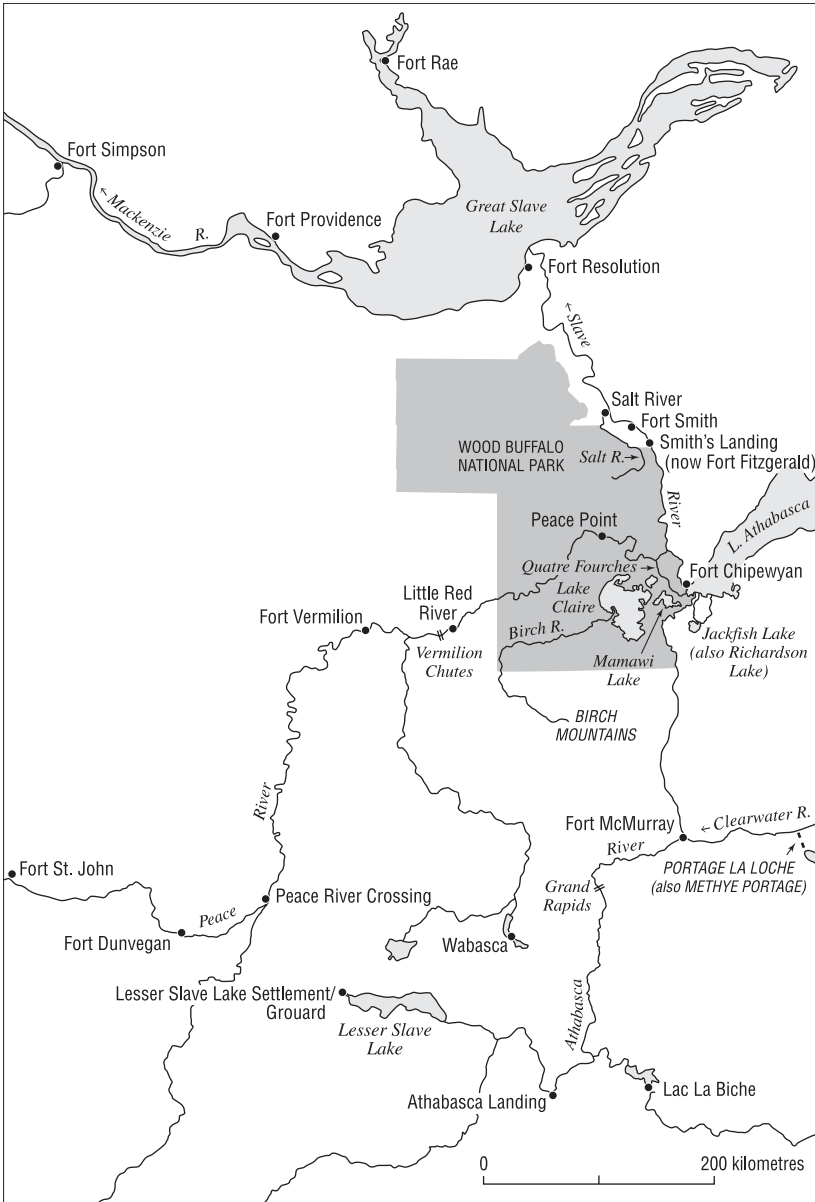 Fort Rae
Fort Simpson
← Mackenzie
R.
Fort Providence
Great Slave
Lake
Fort Resolution
← Slave
River
Salt River
Fort Smith
Smith's Landing
(now Fort Fitzgerald)
WOOD BUFFALO
NATIONAL PARK
Salt R. →
Peace Point
L. Athabasca
Quatre Fourches →
Fort Chipewyan
Lake
Claire
Little Red
River
Fort Vermilion
Birch R.
Vermilion
Chutes
Mamawi
Lake
Jackfish Lake
(also Richardson
Lake)
BIRCH
MOUNTAINS
River
Fort McMurray
← Clearwater R.
River
PORTAGE LA LOCHE
(also METHYE PORTAGE)
Fort St. John
Grand
Rapids
Peace River Crossing
Peace
Fort Dunvegan
Wabasca
Lesser Slave Lake Settlement/
Grouard
Lesser Slave
Lake
Athabasca
Athabasca Landing
Lac La Biche
0 200 kilometres